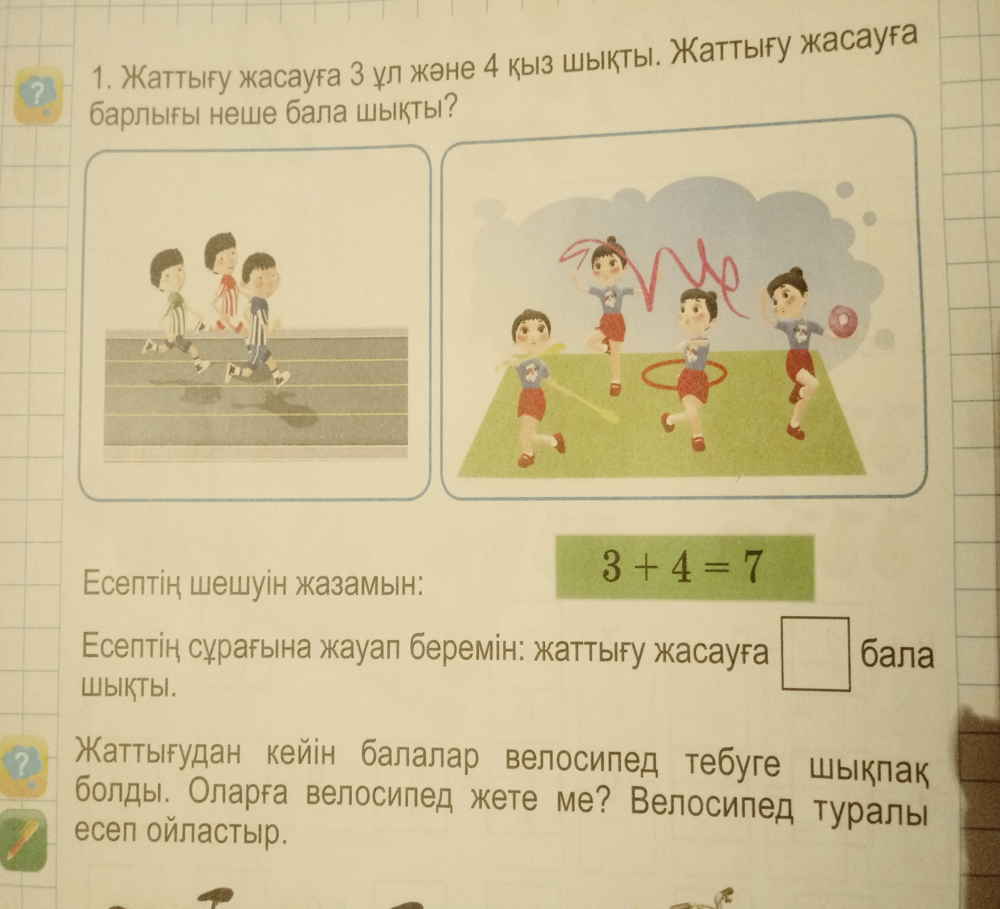 1. Жаттығу жасауға 3 ұл және 4 қыз шықты. Жаттығу жасауға
барлығы неше бала шықты?
3 + 4 = 7
Есептің шешуін жазамын:
Есептің сұрағына жауап беремін: жаттығу жасауға бала
шықты.
Жаттығудан кейін балалар велосипед тебуге шықпақ
болды. Оларға велосипед жете ме? Велосипед туралы
есеп ойластыр.